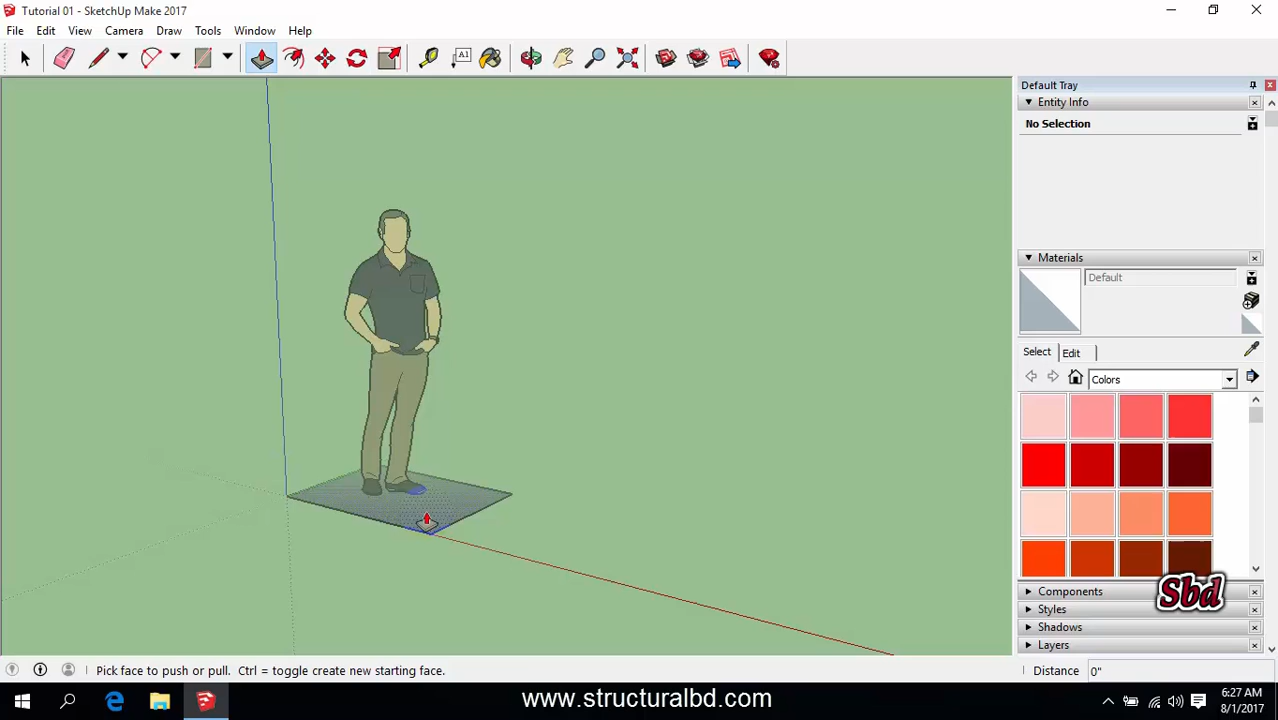 Tutorial 01 - SketchUp Make 2017
File Edit View Camera Draw Tools Window Help
A1
Default Tray
Entity Info
No Selection
Materials
Default
Select Edit
Colors
Sbd
Components
Styles
Shadows
Layers
Pick face to push or pull. Ctrl = toggle create new starting face.
Distance 0"
www.structuralbd.com
6:27 AM
8/1/2017